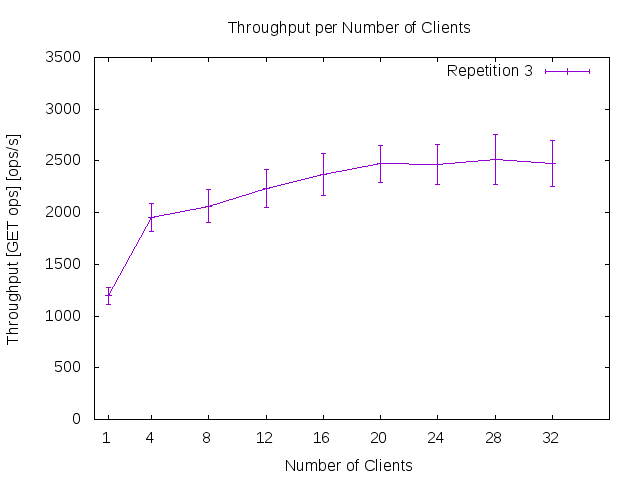 Throughput per Number of Clients
Repetition 3
3500
3000
2500
2000
1500
1000
500
0
Throughput [GET ops] [ops/s]
1 4 8 12 16 20 24 28 32
Number of Clients